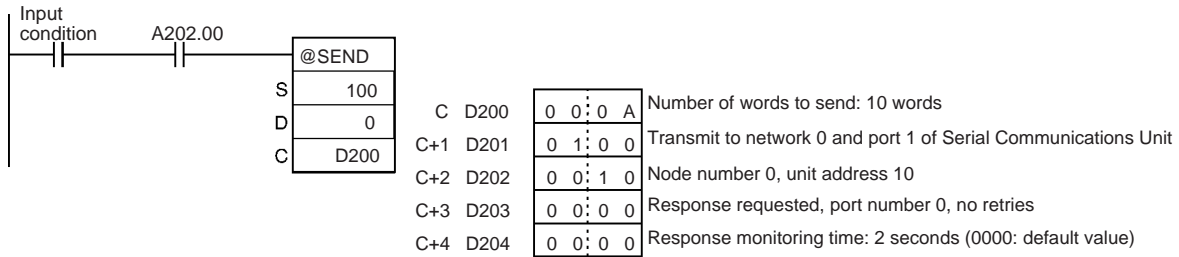 Input
condition
A202.00
@SEND
S 100
D 0
C D200
C D200 0 0 0 A Number of words to send: 10 words
C+1 D201 0 1 0 0 Transmit to network 0 and port 1 of Serial Communications Unit
C+2 D202 0 0 1 0 Node number 0, unit address 10
C+3 D203 0 0 0 0 Response requested, port number 0, no retries
C+4 D204 0 0 0 0 Response monitoring time: 2 seconds (0000: default value)